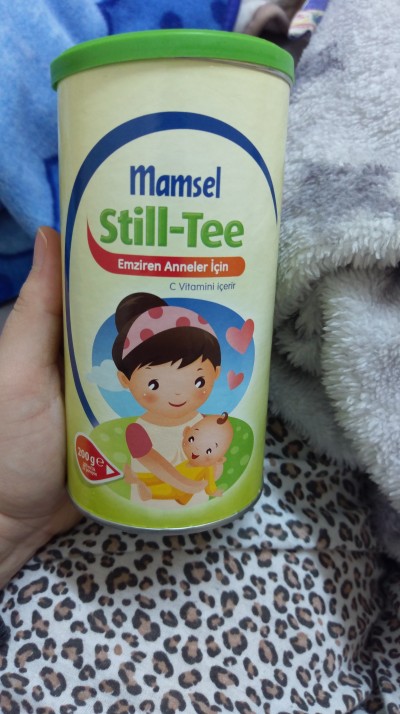 Mamsel
Still-Tee
Emziren Anneler İçin
C Vitamini içerir
200 g e